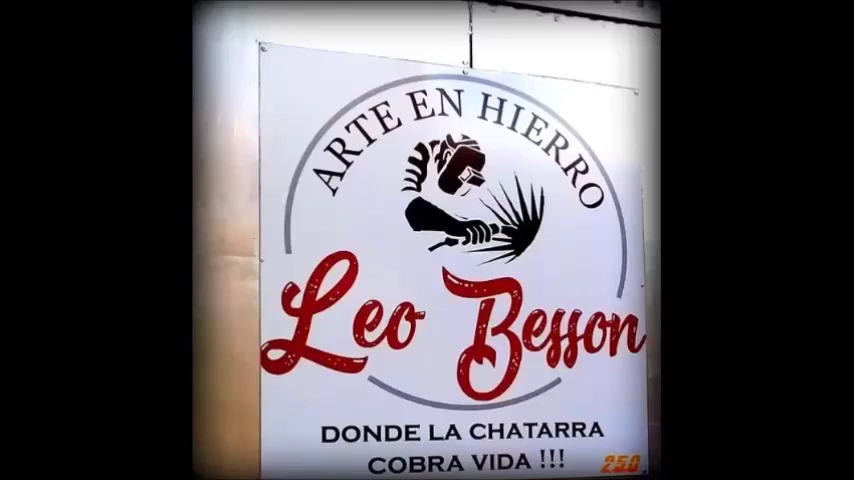 ARTE EN HIERRO
Leo Besson
DONDE LA CHATARRA
COBRA VIDA !!!
250